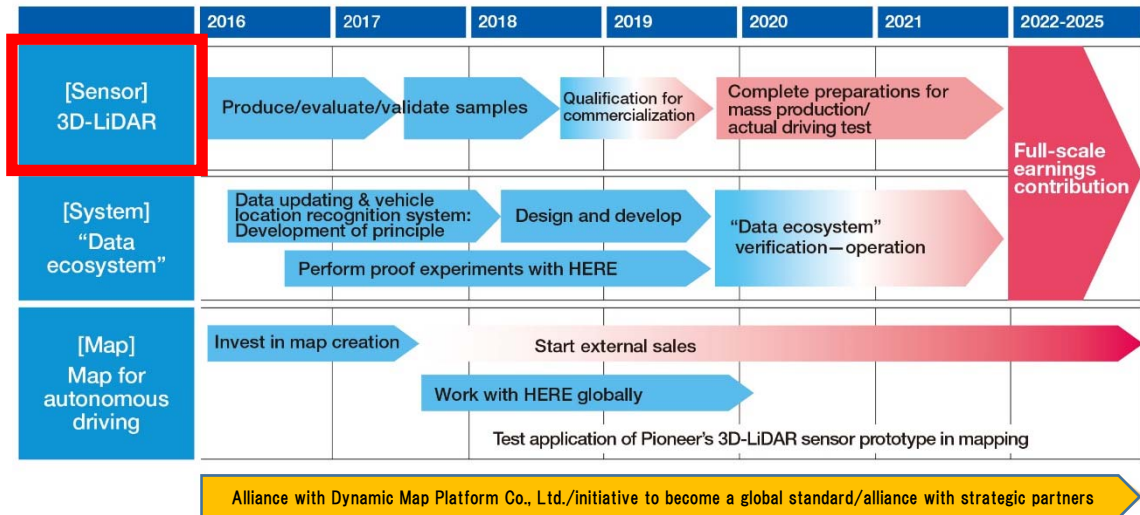 2016 2017 2018 2019 2020 2021 2022-2025
[Sensor]
3D-LiDAR
Produce/evaluate/validate samples
Qualification for
commercialization
Complete preparations for
mass production/
actual driving test
Full-scale
earnings
contribution
[System]
“Data
ecosystem”
Data updating & vehicle
location recognition system:
Development of principle
Design and develop
“Data ecosystem”
verification—operation
Perform proof experiments with HERE
[Map]
Map for
autonomous
driving
Invest in map creation
Start external sales
Work with HERE globally
Test application of Pioneer’s 3D-LiDAR sensor prototype in mapping
Alliance with Dynamic Map Platform Co., Ltd./initiative to become a global standard/alliance with strategic partners